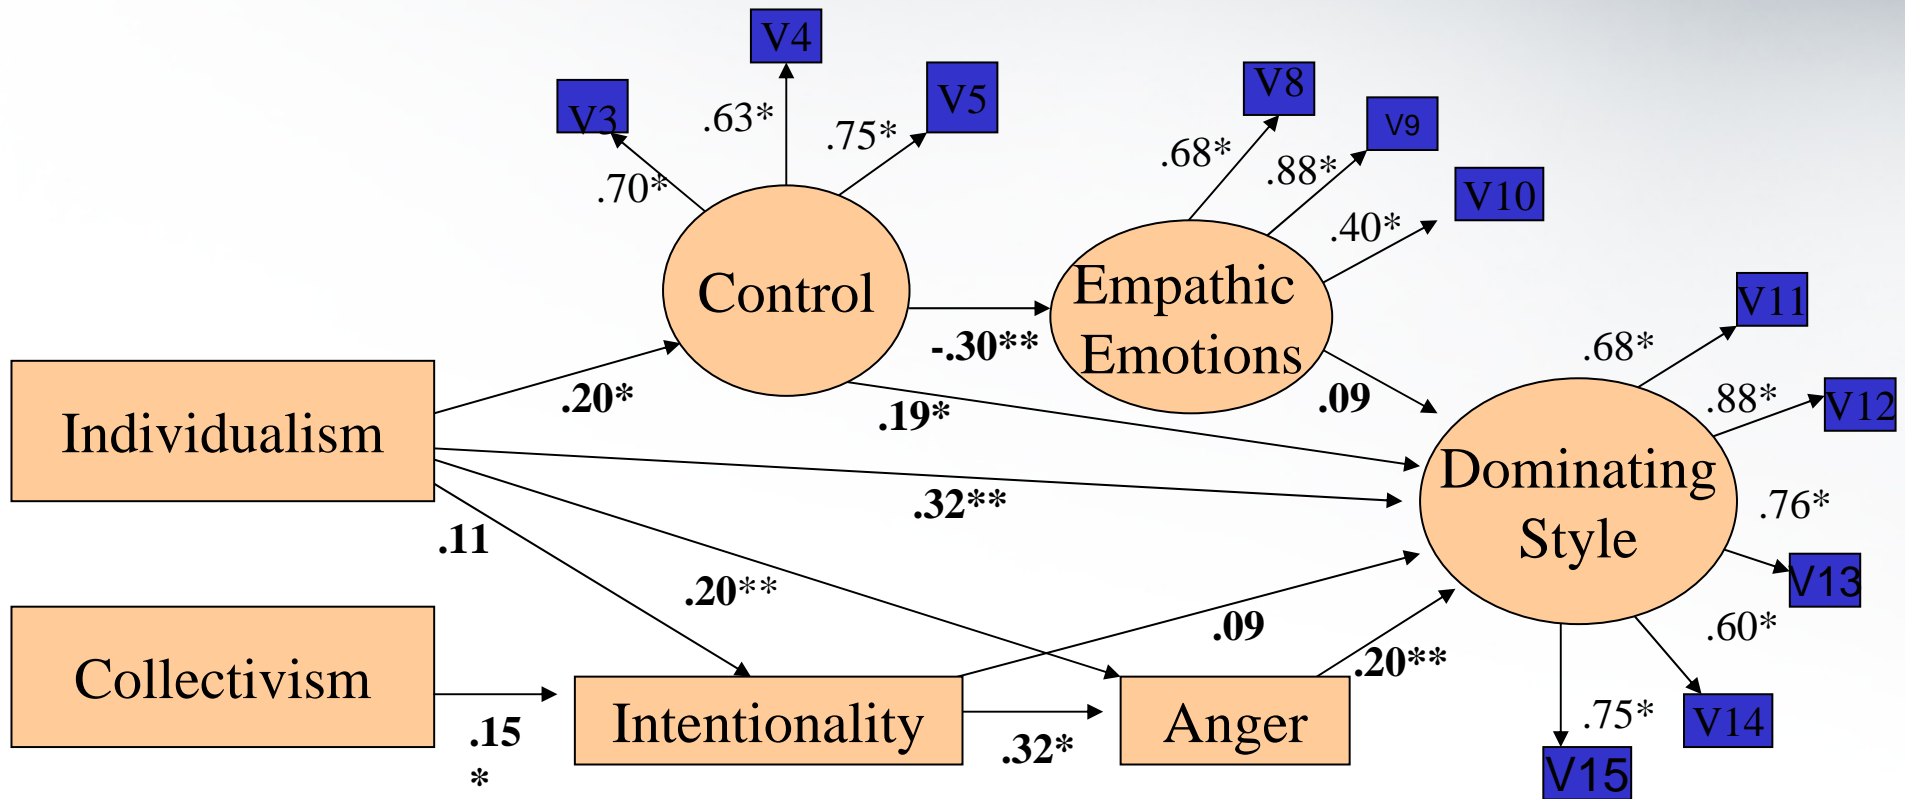 V4
V5
V3
.63*
.75*
.70*
V8
V9
.68*
.88*
V10
.40*
Control
Empathic
Emotions
-.30**
V11
.68*
.88*
V12
Individualism
.20*
.19*
.09
Dominating
Style
.32**
.76*
V13
.11
.20**
.09
.60*
.20**
Collectivism
.15
*
Intentionality
.32*
Anger
.75*
V14
V15